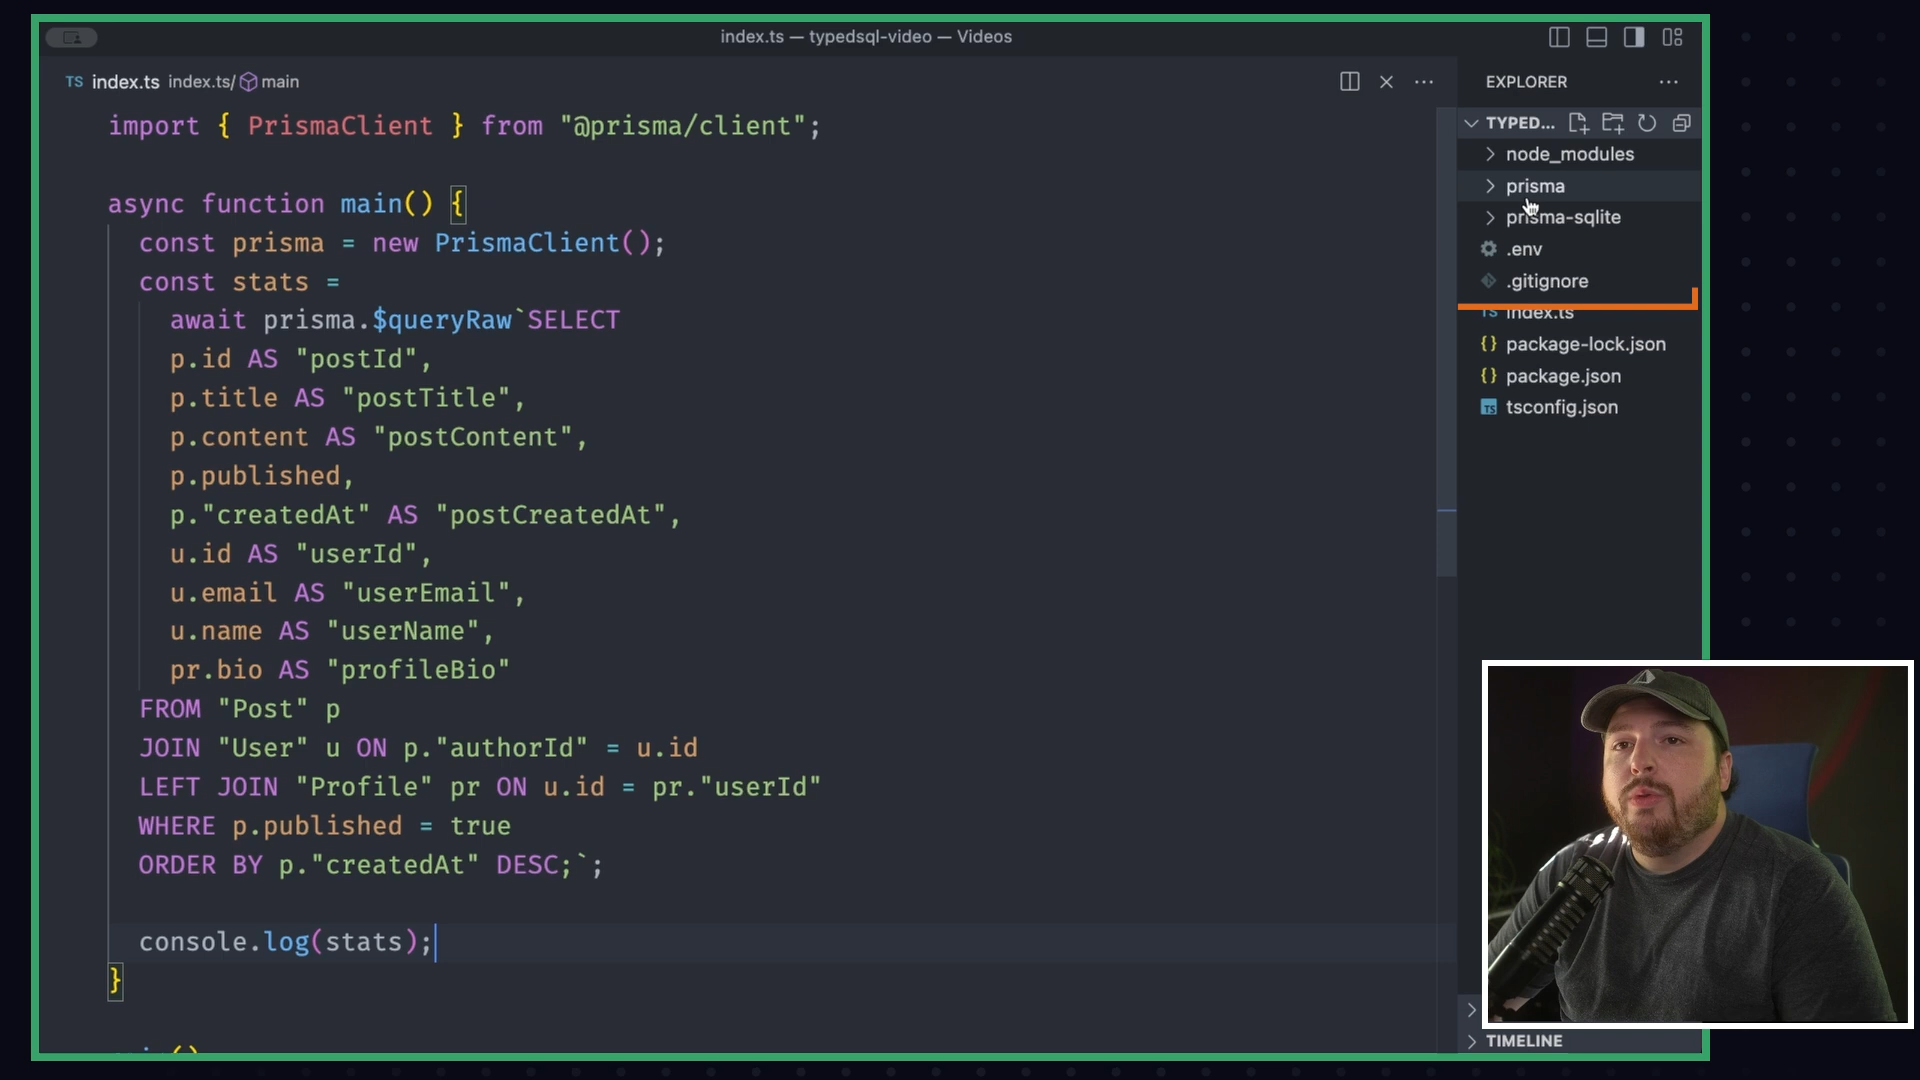 index.ts — typedsql-video — Videos
TS index.ts index.ts/ main
import { PrismaClient } from "@prisma/client";
async function main() {
const prisma = new PrismaClient();
const stats =
await prisma.$queryRaw`SELECT
p.id AS "postId",
p.title AS "postTitle",
p.content AS "postContent",
p.published,
p."createdAt" AS "postCreatedAt",
u.id AS "userId",
u.email AS "userEmail",
u.name AS "userName",
pr.bio AS "profileBio"
FROM "Post" p
JOIN "User" u ON p."authorId" = u.id
LEFT JOIN "Profile" pr ON u.id = pr."userId"
WHERE p.published = true
ORDER BY p."createdAt" DESC;`;
console.log(stats);
}
EXPLORER
TYPED...
node_modules
prisma
prisma-sqlite
.env
.gitignore
TS index.ts
{} package-lock.json
{} package.json
TS tsconfig.json
TIMELINE